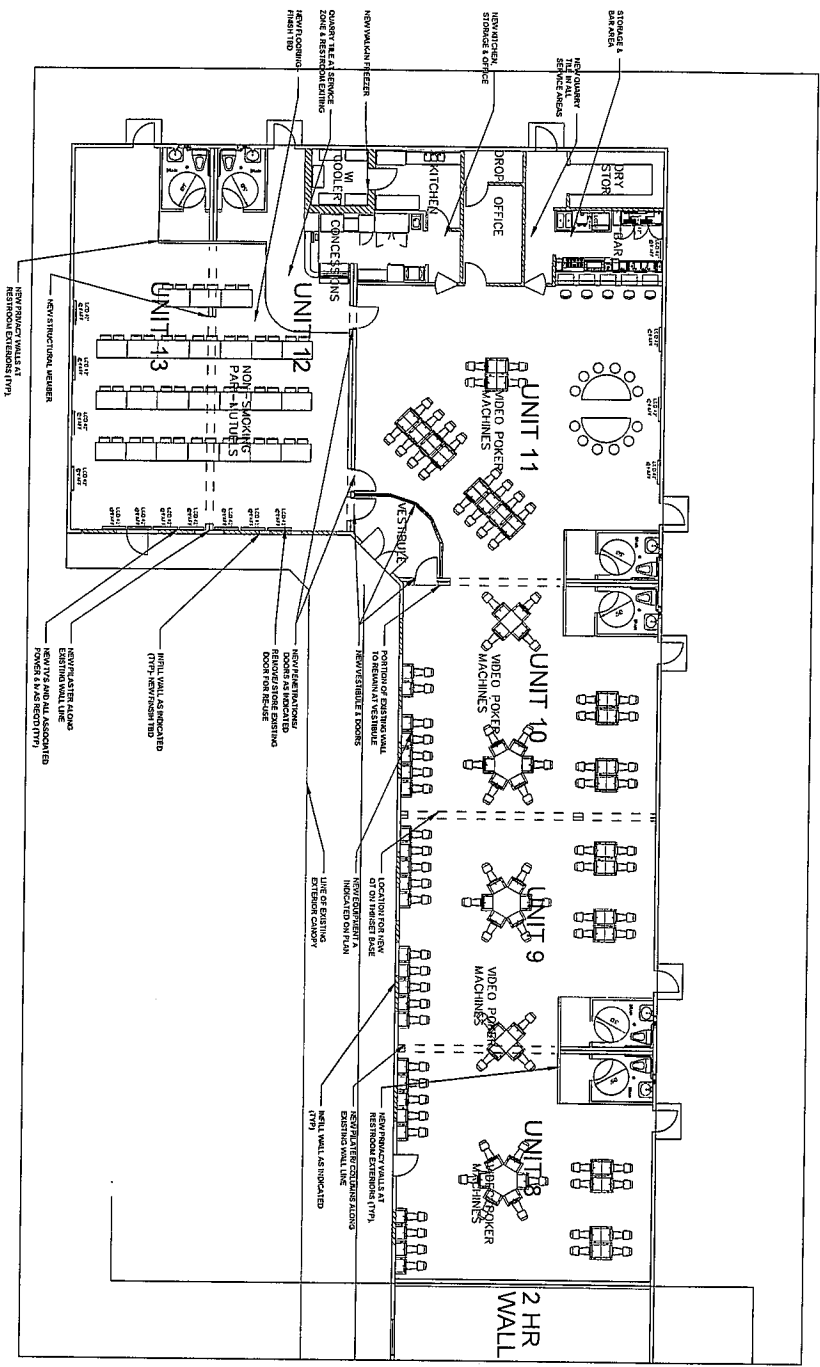 STORAGE &
BAR AREA
NEW QUARRY
TILE IN ALL
SERVICE AREAS
NEW KITCHEN,
STORAGE & OFFICE
NEW WALK-IN FREEZER
QUARRY TILE AT SERVICE
ZONE & RESTROOM EXITING
NEW FLOORING-
FINISH TBD
DRY
STOR
BAR
DROP
OFFICE
KITCHEN
WI
COOLER
CONCESSIONS
UNIT 11
VIDEO POKER
MACHINES
UNIT 12
NON-SMOKING
PARI-MUTUELS
UNIT 13
VESTIBULE
UNIT 10
VIDEO POKER
MACHINES
UNIT 9
VIDEO POKER
MACHINES
UNIT 8
VIDEO POKER
MACHINES
2 HR
WALL
NEW PRIVACY WALLS AT
RESTROOM EXTERIORS (TYP).
NEW STRUCTURAL MEMBER
NEW TVS AND ALL ASSOCIATED
POWER & AV AS REQ'D (TYP)
NEW PILASTER ALONG
EXISTING WALL LINE
INFILL WALL AS INDICATED
(TYP)- NEW FINISH TBD
NEW PENETRATIONS/
DOORS AS INDICATED
REMOVE/STORE EXISTING
DOOR FOR RE-USE
NEW VESTIBULE & DOORS
PORTION OF EXISTING WALL
TO REMAIN AT VESTIBULE
LINE OF EXISTING
EXTERIOR CANOPY
NEW EQUIPMENT A
INDICATED ON PLAN
LOCATION FOR NEW
QT ON THINSET BASE
INFILL WALL AS INDICATED
(TYP)
NEW PILATER/ COLUMNS ALONG
EXISTING WALL LINE
NEW PRIVACY WALLS AT
RESTROOM EXTERIORS (TYP).